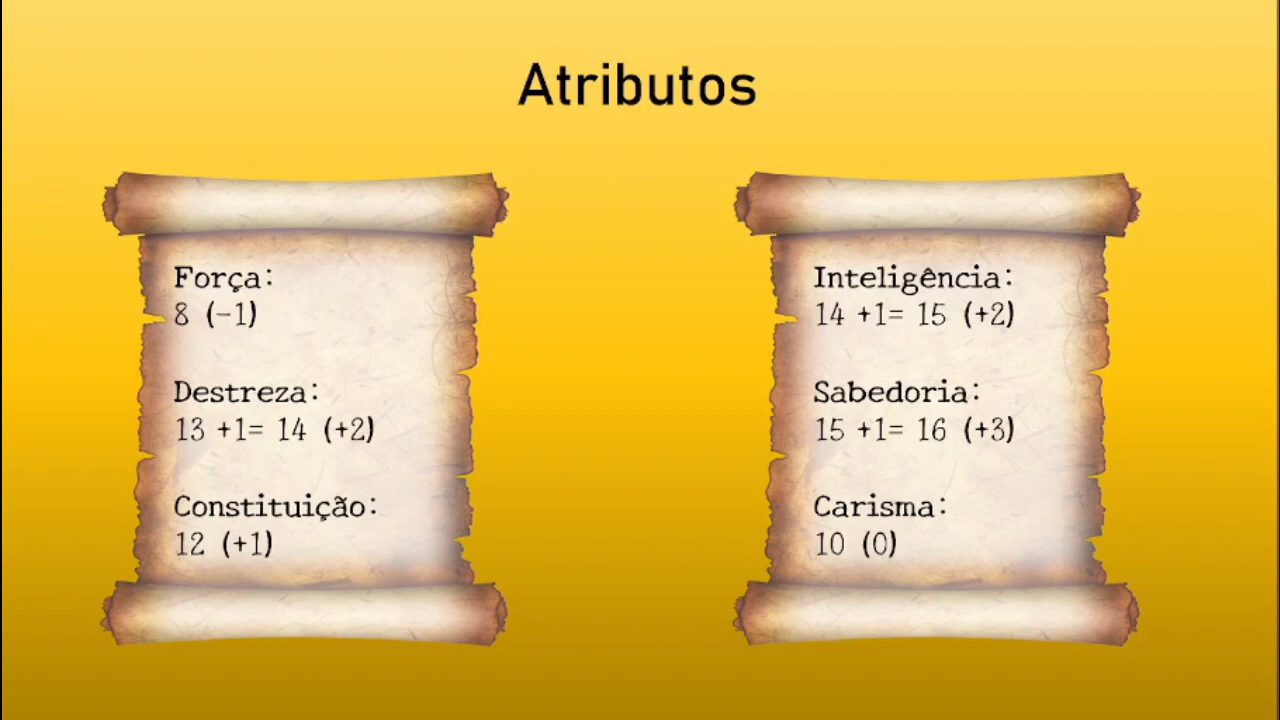 Atributos
Força:
8 (-1)
Destreza:
13 +1= 14 (+2)
Constituição:
12 (+1)
Inteligência:
14 +1= 15 (+2)
Sabedoria:
15 +1= 16 (+3)
Carisma:
10 (0)